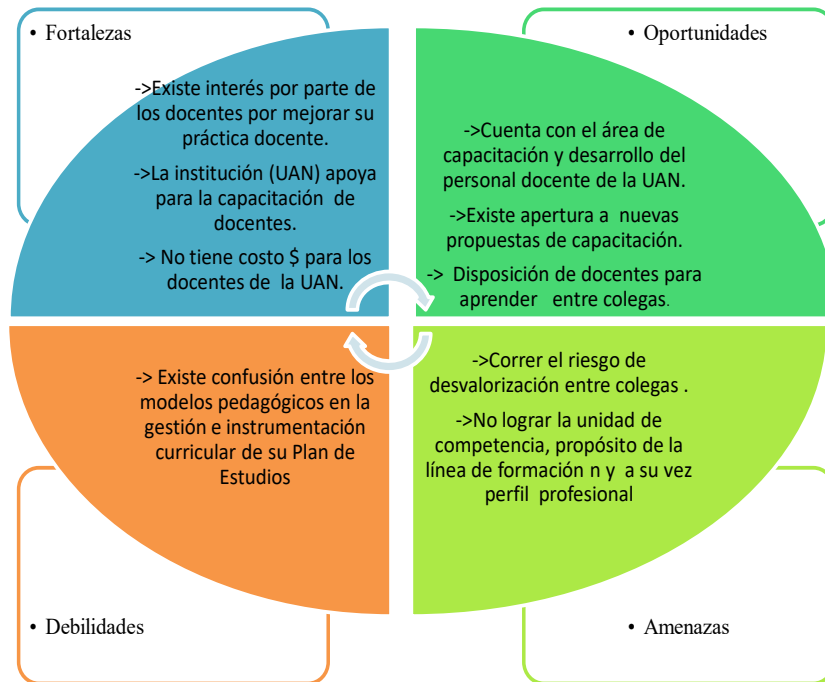 • Fortalezas
->Existe interés por parte de
los docentes por mejorar su
práctica docente.
->La institución (UAN) apoya
para la capacitación de
docentes.
-> No tiene costo $ para los
docentes de la UAN.
• Oportunidades
->Cuenta con el área de
capacitación y desarrollo del
personal docente de la UAN.
->Existe apertura a nuevas
propuestas de capacitación.
-> Disposición de docentes para
aprender entre colegas.
-> Existe confusión entre los
modelos pedagógicos en la
gestión e instrumentación
curricular de su Plan de
Estudios
• Debilidades
->Correr el riesgo de
desvalorización entre colegas .
->No lograr la unidad de
competencia, propósito de la
línea de formación n y a su vez
perfil profesional
• Amenazas